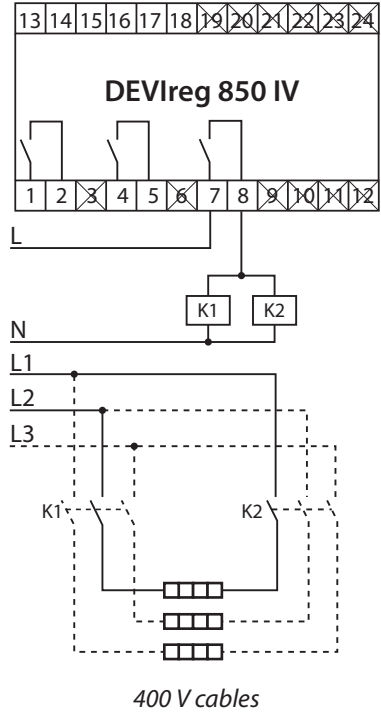 13 14 15 16 17 18 19 20 21 22 23 24
DEVIreg 850 IV
1 2 3 4 5 6 7 8 9 10 11 12
L
K1 K2
N
L1
L2
L3
K1 K2
400 V cables